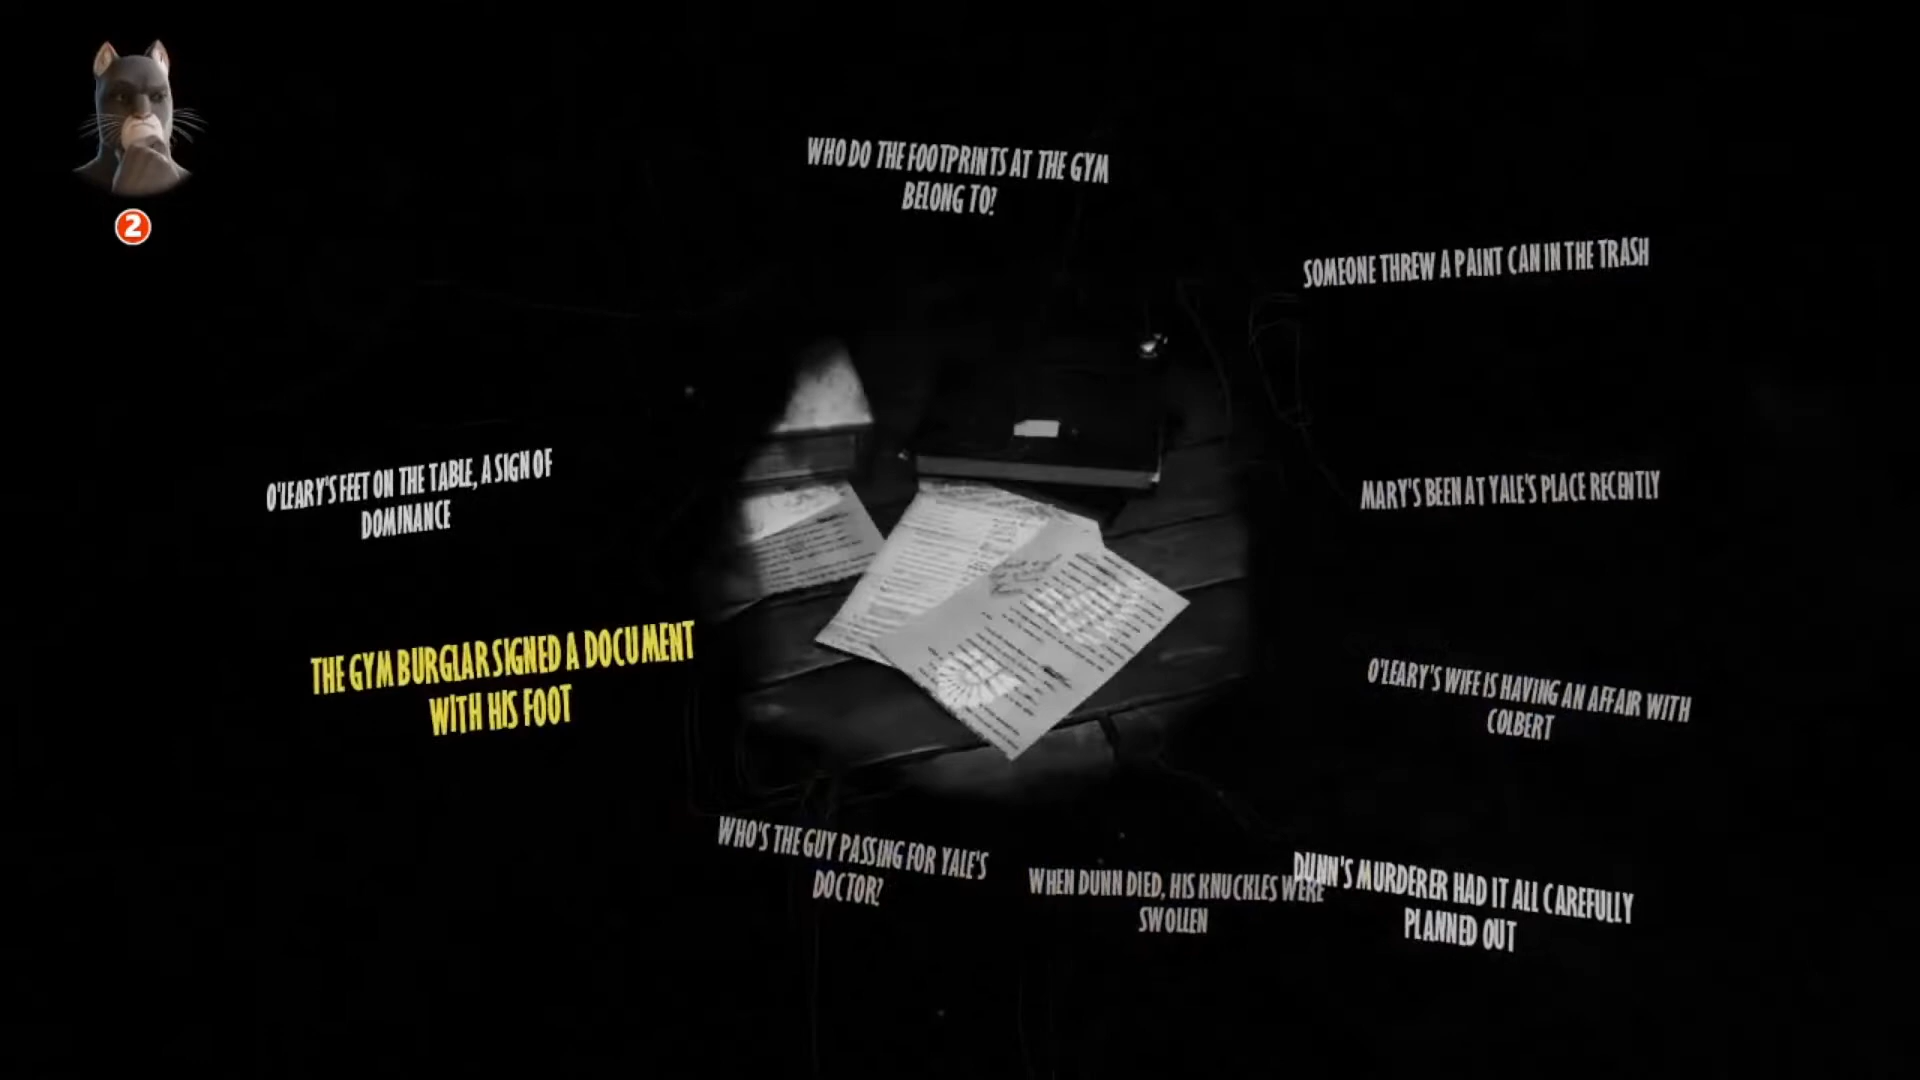 2
WHO DO THE FOOTPRINTS AT THE GYM
BELONG TO?
SOMEONE THREW A PAINT CAN IN THE TRASH
O'LEARY'S FEET ON THE TABLE, A SIGN OF
DOMINANCE
MARY'S BEEN AT YALE'S PLACE RECENTLY
THE GYM BURGLAR SIGNED A DOCUMENT
WITH HIS FOOT
O'LEARY'S WIFE IS HAVING AN AFFAIR WITH
COLBERT
WHO'S THE GUY PASSING FOR YALE'S
DOCTOR?
WHEN DUNN DIED, HIS KNUCKLES WERE
SWOLLEN
DUNN'S MURDERER HAD IT ALL CAREFULLY
PLANNED OUT